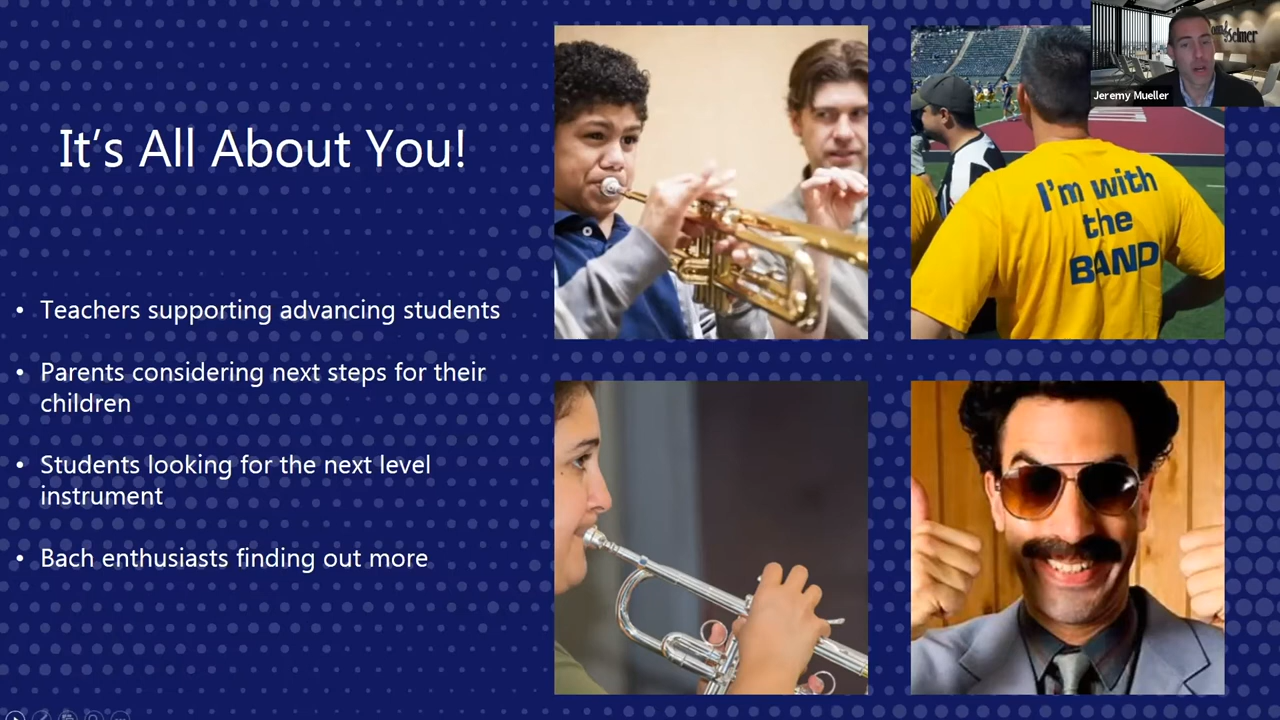 It's All About You!
• Teachers supporting advancing students
• Parents considering next steps for their
children
• Students looking for the next level
instrument
• Bach enthusiasts finding out more
I'm with
the
BAND
Selmer
Jeremy Mueller